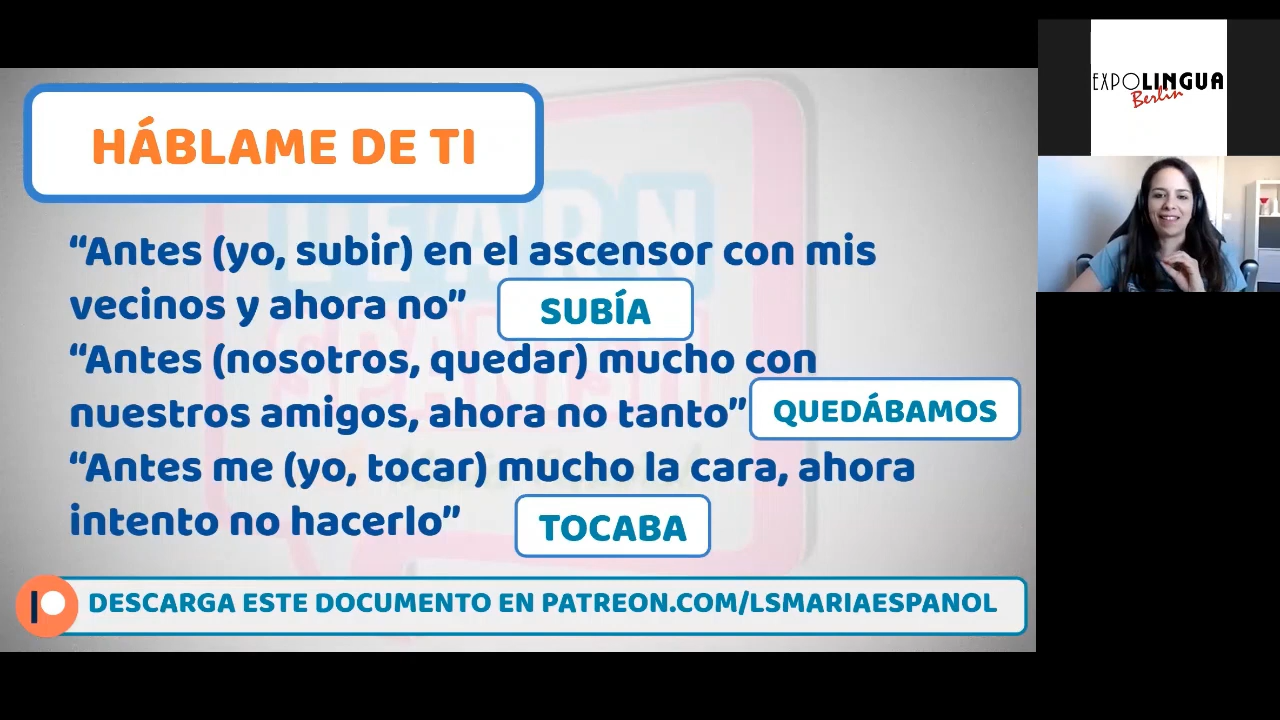 HÁBLAME DE TI
“Antes (yo, subir) en el ascensor con mis
vecinos y ahora no”
SUBÍA
“Antes (nosotros, quedar) mucho con
nuestros amigos, ahora no tanto”
QUEDÁBAMOS
“Antes me (yo, tocar) mucho la cara, ahora
intento no hacerlo”
TOCABA
DESCARGA ESTE DOCUMENTO EN PATREON.COM/LSMARIAESPANOL
EXPOLINGUA
Berlin
LEARN
SPANISH